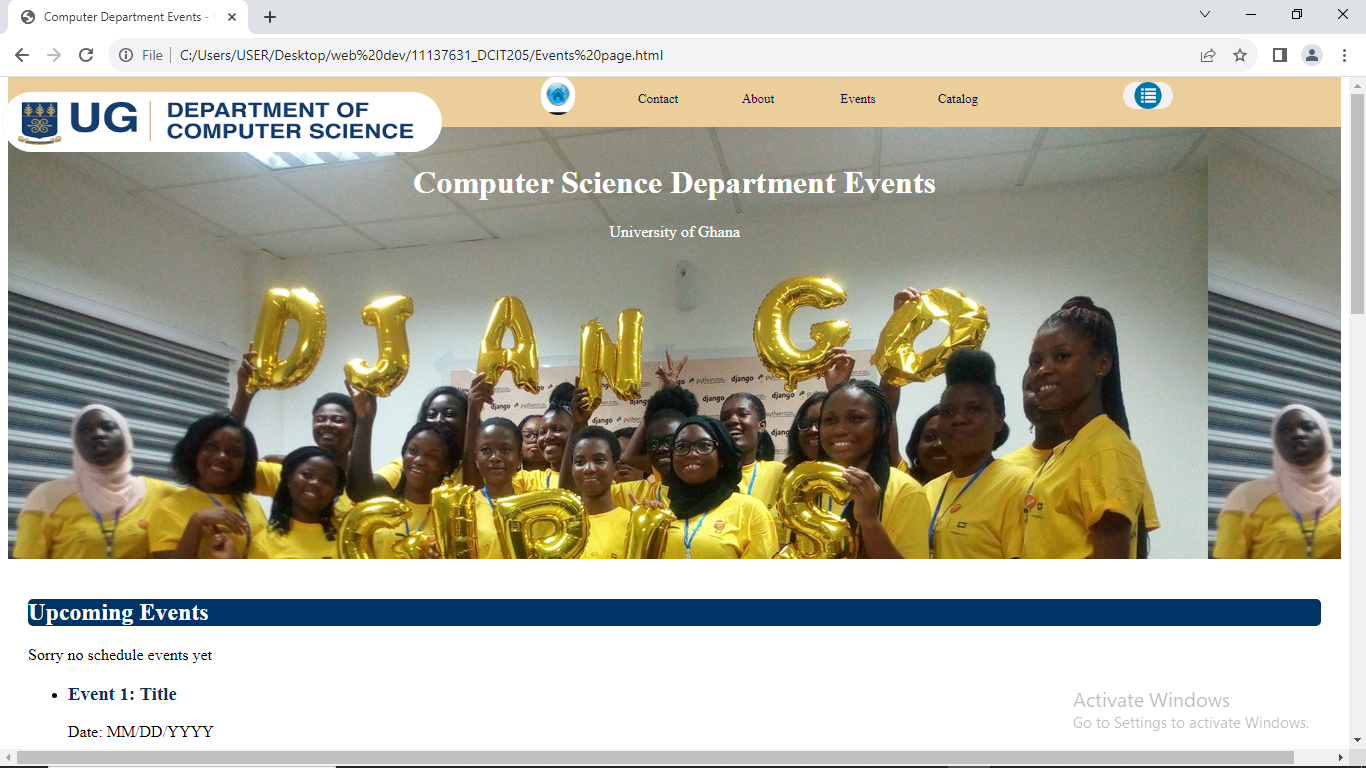 Computer Department Events -
File
C:/Users/USER/Desktop/web%20dev/11137631_DCIT205/Events%20page.html
UG DEPARTMENT OF
COMPUTER SCIENCE
Contact About Events Catalog
Computer Science Department Events
University of Ghana
DJANGO
django python
GIRLS
Upcoming Events
Sorry no schedule events yet
• Event 1: Title
Date: MM/DD/YYYY
Activate Windows
Go to Settings to activate Windows.